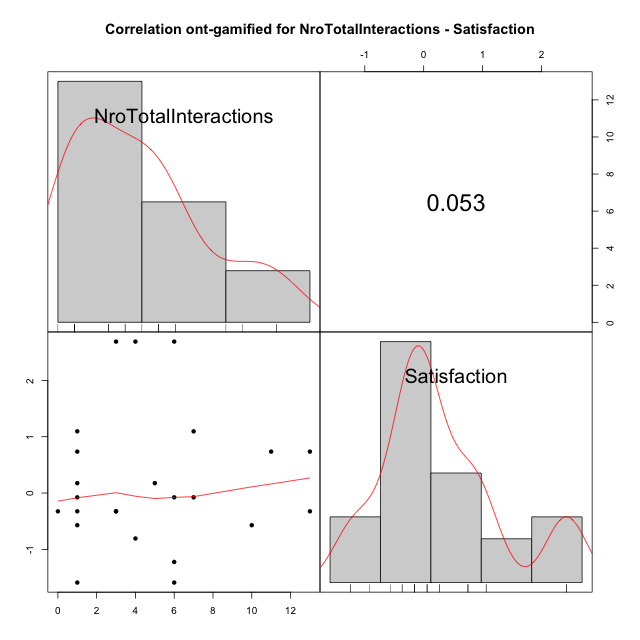 Correlation ont-gamified for NroTotalInteractions - Satisfaction
-1 0 1 2
NroTotalInteractions
0.053
12
10
8
6
4
2
0
Satisfaction
2
1
0
-1
0 2 4 6 8 10 12